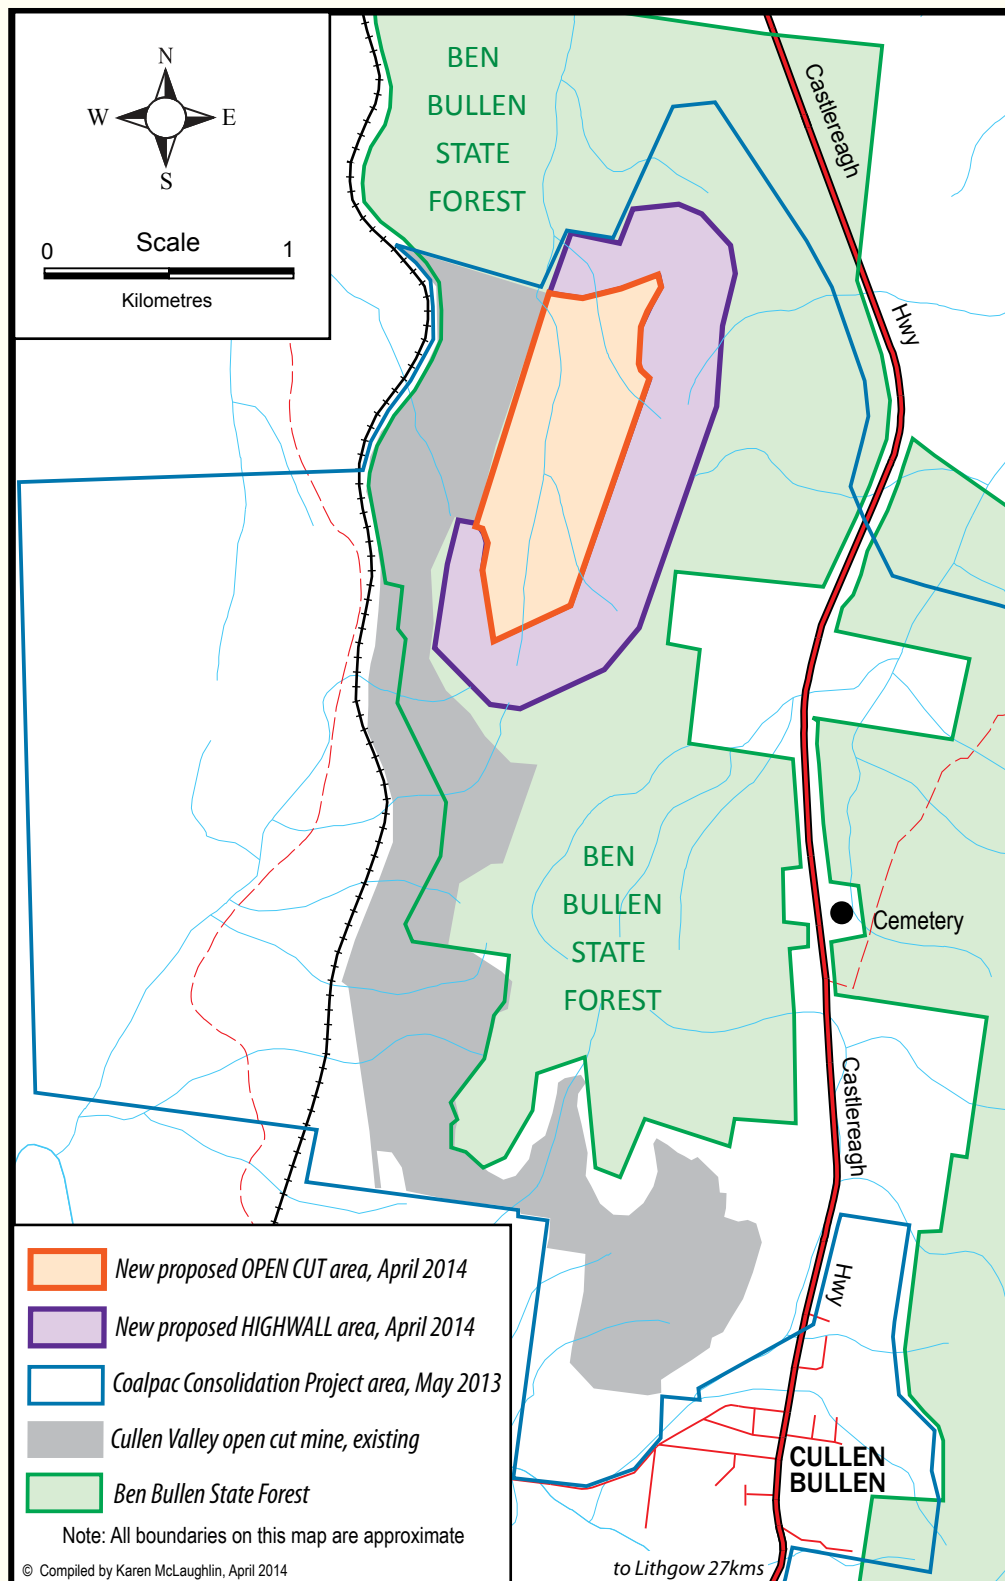 N
W E
S
0 Scale 1
Kilometres
BEN
BULLEN
STATE
FOREST
Castlereagh
Hwy
BEN
BULLEN
STATE
FOREST
Cemetery
Castlereagh
Hwy
New proposed OPEN CUT area, April 2014
New proposed HIGHWALL area, April 2014
Coalpac Consolidation Project area, May 2013
Cullen Valley open cut mine, existing
Ben Bullen State Forest
Note: All boundaries on this map are approximate
© Compiled by Karen McLaughlin, April 2014
CULLEN
BULLEN
to Lithgow 27kms